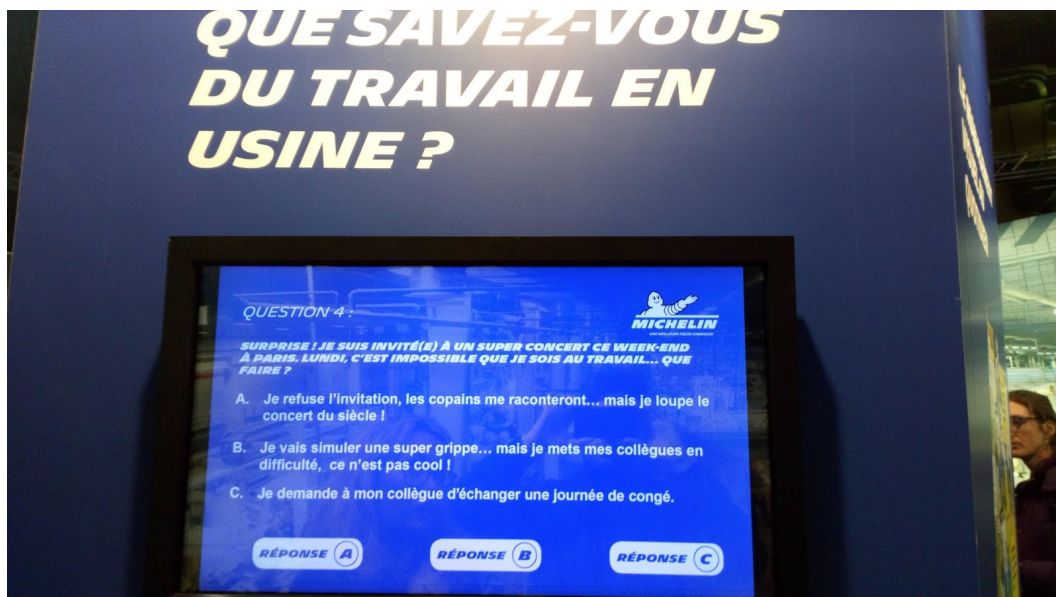 QUE SAVEZ-VOUS
DU TRAVAIL EN
USINE ?
QUESTION 4 :
MICHELIN
SURPRISE ! JE SUIS INVITÉ(E) À UN SUPER CONCERT CE WEEK-END
À PARIS. LUNDI, C'EST IMPOSSIBLE QUE JE SOIS AU TRAVAIL... QUE
FAIRE ?
A. Je refuse l'invitation, les copains me raconteront... mais je loupe le
concert du siècle !
B. Je vais simuler une super grippe... mais je mets mes collègues en
difficulté, ce n'est pas cool !
C. Je demande à mon collègue d'échanger une journée de congé.
RÉPONSE A
RÉPONSE B
RÉPONSE C